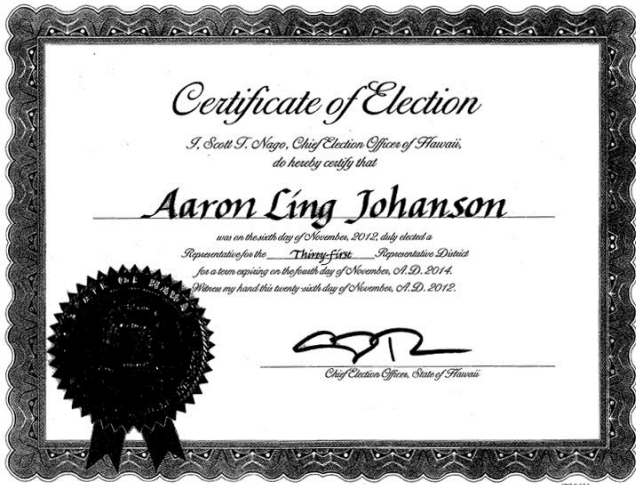 Certificate of Election
I, Scott T. Nago, Chief Election Officer of Hawaii,
do hereby certify that
Aaron Ling Johanson
was on the sixth day of November, 2012, duly elected a
Representative for the Thirty-first Representative District
for a term expiring on the fourth day of November, A.D. 2014.
Witness my hand this twenty-sixth day of November, A.D. 2012.
OF HAWA
Chief Election Officer, State of Hawaii